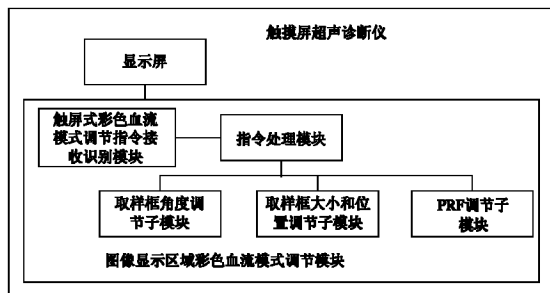 触摸屏超声诊断仪
显示屏
触屏式彩色血流
模式调节指令接
收识别模块
指令处理模块
取样框角度调
节子模块
取样框大小和位
置调节子模块
PRF调节子
模块
图像显示区域彩色血流模式调节模块